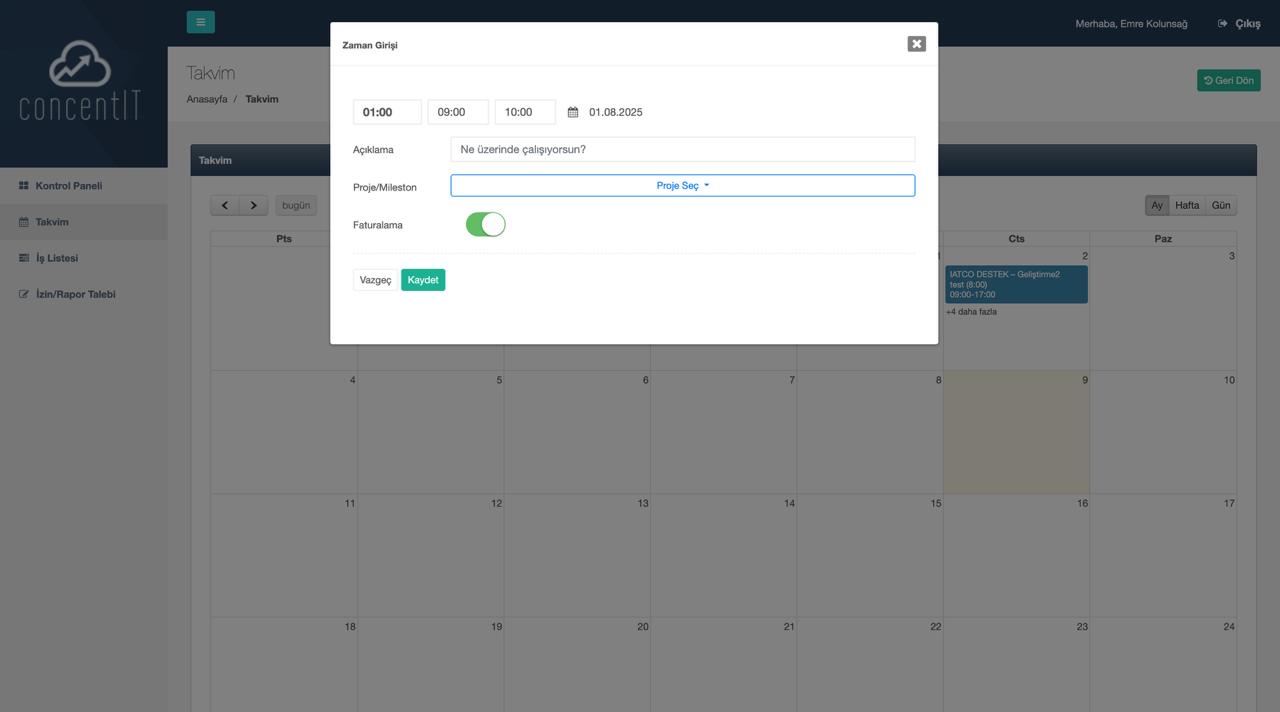 concentIT
Merhaba, Emre Kolunsağ
Çıkış
Takvim
Anasayfa / Takvim
Geri Dön
Kontrol Paneli
Takvim
İş Listesi
İzin/Rapor Talebi
Zaman Girişi
01:00 09:00 10:00 01.08.2025
Açıklama Ne üzerinde çalışıyorsun?
Proje/Mileston Proje Seç
Faturalama
Vazgeç Kaydet
Takvim
bugün
Ay Hafta Gün
Pts Cts Paz
1 2 3
IATCO DESTEK – Geliştirme2
test (8:00)
09:00-17:00
+4 daha fazla
4 5 6 7 8 9 10
11 12 13 14 15 16 17
18 19 20 21 22 23 24